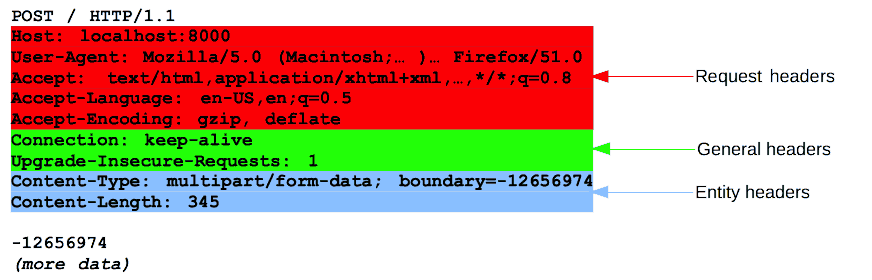 POST / HTTP/1.1
Host: localhost:8000
User-Agent: Mozilla/5.0 (Macintosh;… )… Firefox/51.0
Accept: text/html,application/xhtml+xml,…,*/*;q=0.8
Accept-Language: en-US,en;q=0.5
Accept-Encoding: gzip, deflate
Request headers
Connection: keep-alive
Upgrade-Insecure-Requests: 1
General headers
Content-Type: multipart/form-data; boundary=-12656974
Content-Length: 345
Entity headers
-12656974
(more data)